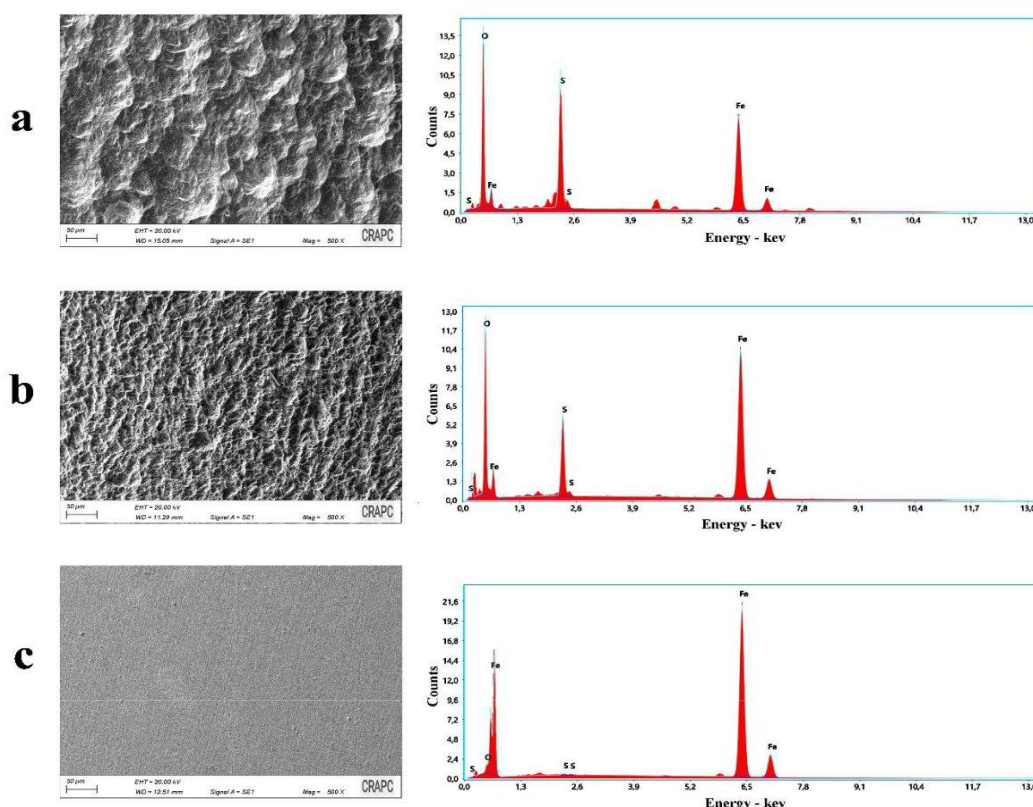 a
50 µm
EHT = 20.00 kV
WD = 15.05 mm
Signal A = SE1
Mag = 500 X
CRAPC
Counts
13,5
12,0
10,5
9,0
7,5
6,0
4,5
3,0
1,5
0,0
O
S
Fe
S
Fe
S
Fe
0,0 1,3 2,6 3,9 5,2 6,5 7,8 9,1 10,4 11,7 13,0
Energy - kev
b
50 µm
EHT = 20.00 kV
WD = 11.29 mm
Signal A = SE1
Mag = 500 X
CRAPC
Counts
13,0
11,7
10,4
9,1
7,8
6,5
5,2
3,9
2,6
1,3
0,0
O
Fe
S
Fe
S
S
Fe
0,0 1,3 2,6 3,9 5,2 6,5 7,8 9,1 10,4 11,7 13,0
Energy - kev
c
50 µm
EHT = 20.00 kV
WD = 12.51 mm
Signal A = SE1
Mag = 500 X
CRAPC
Counts
21,6
16,8
14,4
12,0
9,6
7,2
4,8
2,4
0,0
Fe
Fe
O
S
S S
Fe
0,0 1,3 2,6 3,9 5,2 6,5 7,8 9,1 10,4 11,7 13,0
Energy - kev